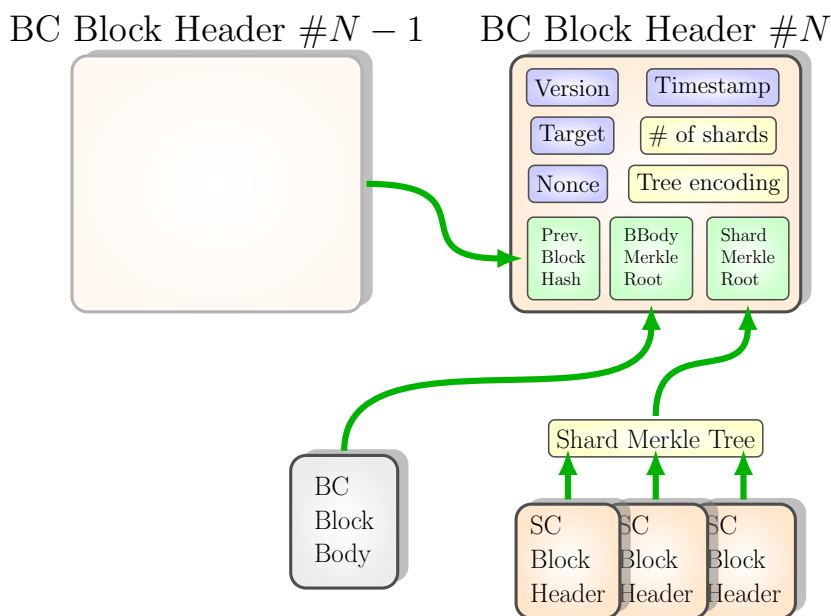 BC Block Header #N − 1
BC Block Header #N
Version
Timestamp
Target
# of shards
Nonce
Tree encoding
Prev.
Block
Hash
BBody
Merkle
Root
Shard
Merkle
Root
Shard Merkle Tree
BC
Block
Body
SC
Block
Header
SC
Block
Header
SC
Block
Header